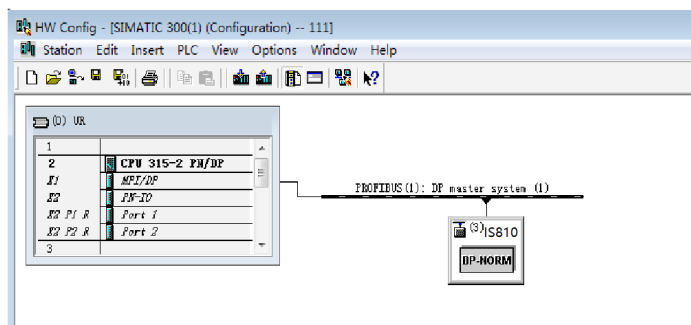 HW Config - [SIMATIC 300(1) (Configuration) -- 111]
Station Edit Insert PLC View Options Window Help
(0) UR
1
2 CPU 315-2 PN/DP
X1 MPI/DP
X2 PN-IO
X2 P1 R Port 1
X2 P2 R Port 2
3
PROFIBUS(1): DP master system (1)
(3) IS810
DP-NORM